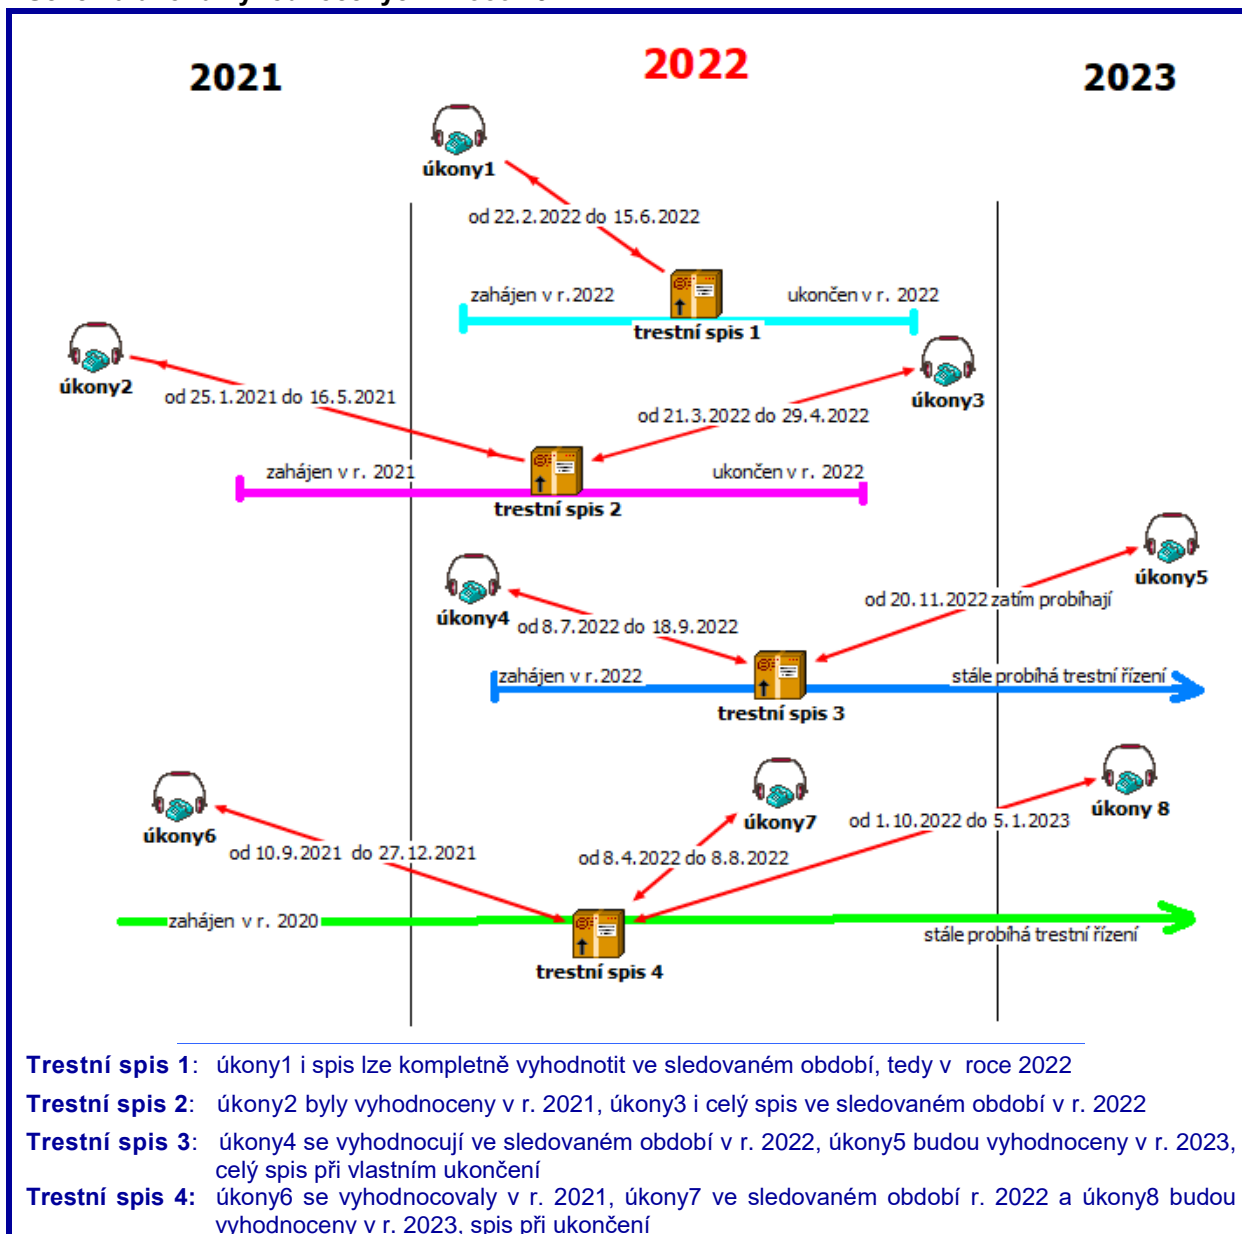 2021
2022
2023
úkony1
od 22.2.2022 do 15.6.2022
zahájen v r.2022
ukončen v r. 2022
trestní spis 1
úkony2
od 25.1.2021 do 16.5.2021
úkony3
od 21.3.2022 do 29.4.2022
zahájen v r. 2021
ukončen v r. 2022
trestní spis 2
úkony4
od 8.7.2022 do 18.9.2022
úkony5
od 20.11.2022 zatím probíhají
zahájen v r.2022
stále probíhá trestní řízení
trestní spis 3
úkony6
od 10.9.2021 do 27.12.2021
úkony7
od 8.4.2022 do 8.8.2022
úkony 8
od 1.10.2022 do 5.1.2023
zahájen v r. 2020
stále probíhá trestní řízení
trestní spis 4
Trestní spis 1: úkony1 i spis lze kompletně vyhodnotit ve sledovaném období, tedy v roce 2022
Trestní spis 2: úkony2 byly vyhodnoceny v r. 2021, úkony3 i celý spis ve sledovaném období v r. 2022
Trestní spis 3: úkony4 se vyhodnocují ve sledovaném období v r. 2022, úkony5 budou vyhodnoceny v r. 2023,
celý spis při vlastním ukončení
Trestní spis 4: úkony6 se vyhodnocovaly v r. 2021, úkony7 ve sledovaném období r. 2022 a úkony8 budou
vyhodnoceny v r. 2023, spis při ukončení